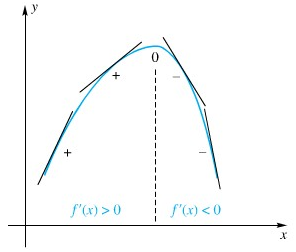 y
0
+ −
+ −
f′(x) > 0 f′(x) < 0
x